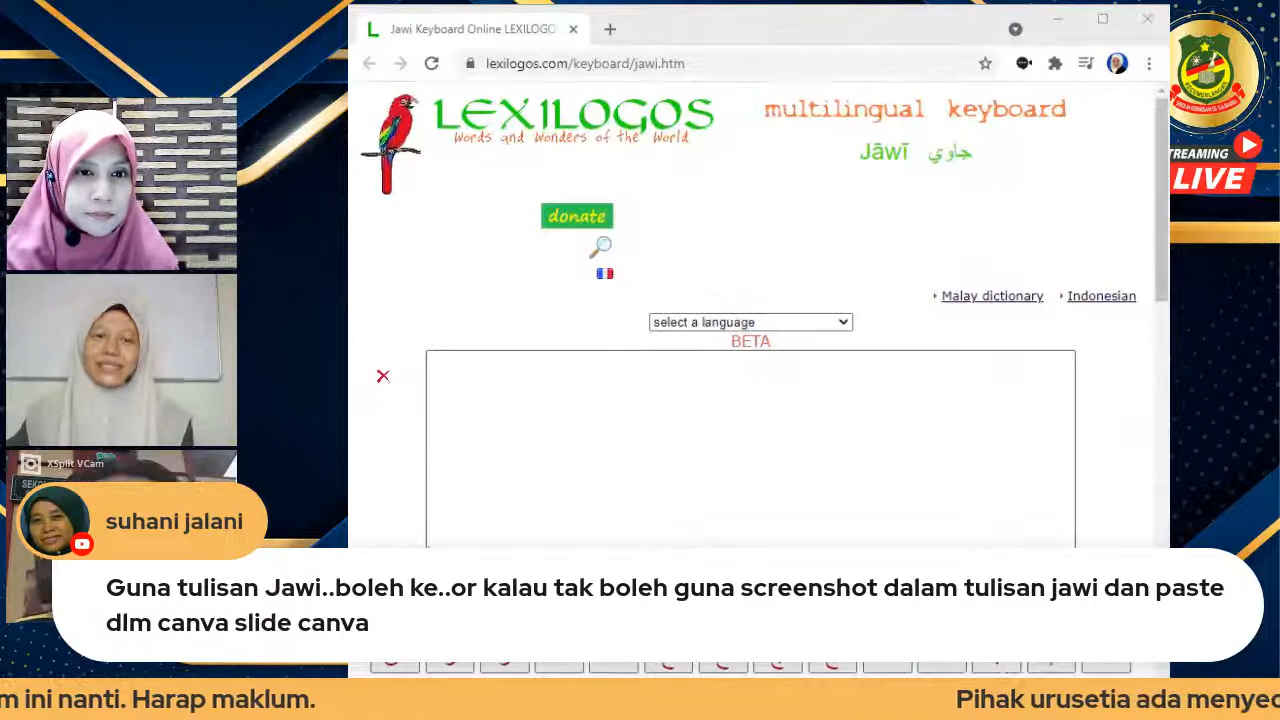 Jawi Keyboard Online LEXILOGO
lexilogos.com/keyboard/jawi.htm
LEXILOGOS
Words and Wonders of the World
multilingual keyboard
Jāwī جاوي
donate
Malay dictionary
Indonesian
select a language
BETA
STREAMING
LIVE
XSplit VCam
SEKO
suhani jalani
Guna tulisan Jawi..boleh ke..or kalau tak boleh guna screenshot dalam tulisan jawi dan paste
dlm canva slide canva
m ini nanti. Harap maklum.
Pihak urusetia ada menyed